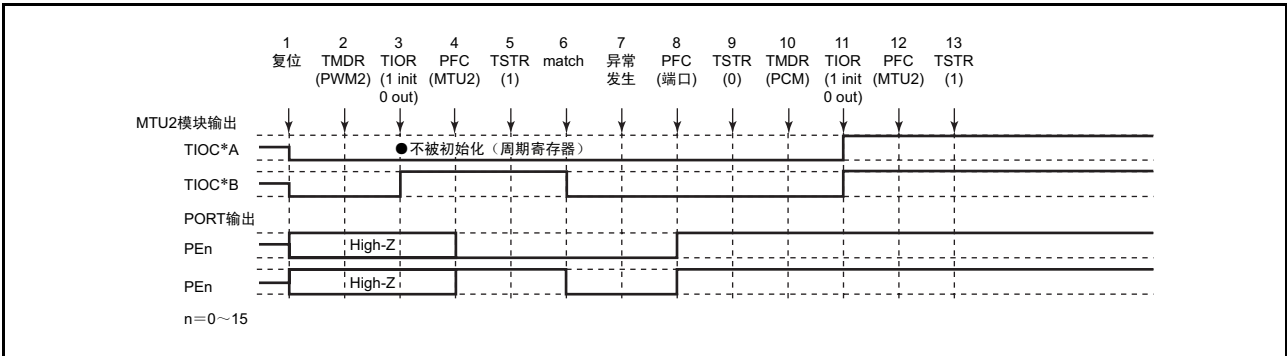 1 2 3 4 5 6 7 8 9 10 11 12 13
复位 TMDR TIOR PFC TSTR match 异常 PFC TSTR TMDR TIOR PFC TSTR
(PWM2) (1 init (MTU2) (1) 发生 (端口) (0) (PCM) (1 init (MTU2) (1)
0 out) 0 out)
MTU2模块输出
TIOC*A ●不被初始化（周期寄存器）
TIOC*B
PORT输出
PEn High-Z
PEn High-Z
n＝0～15